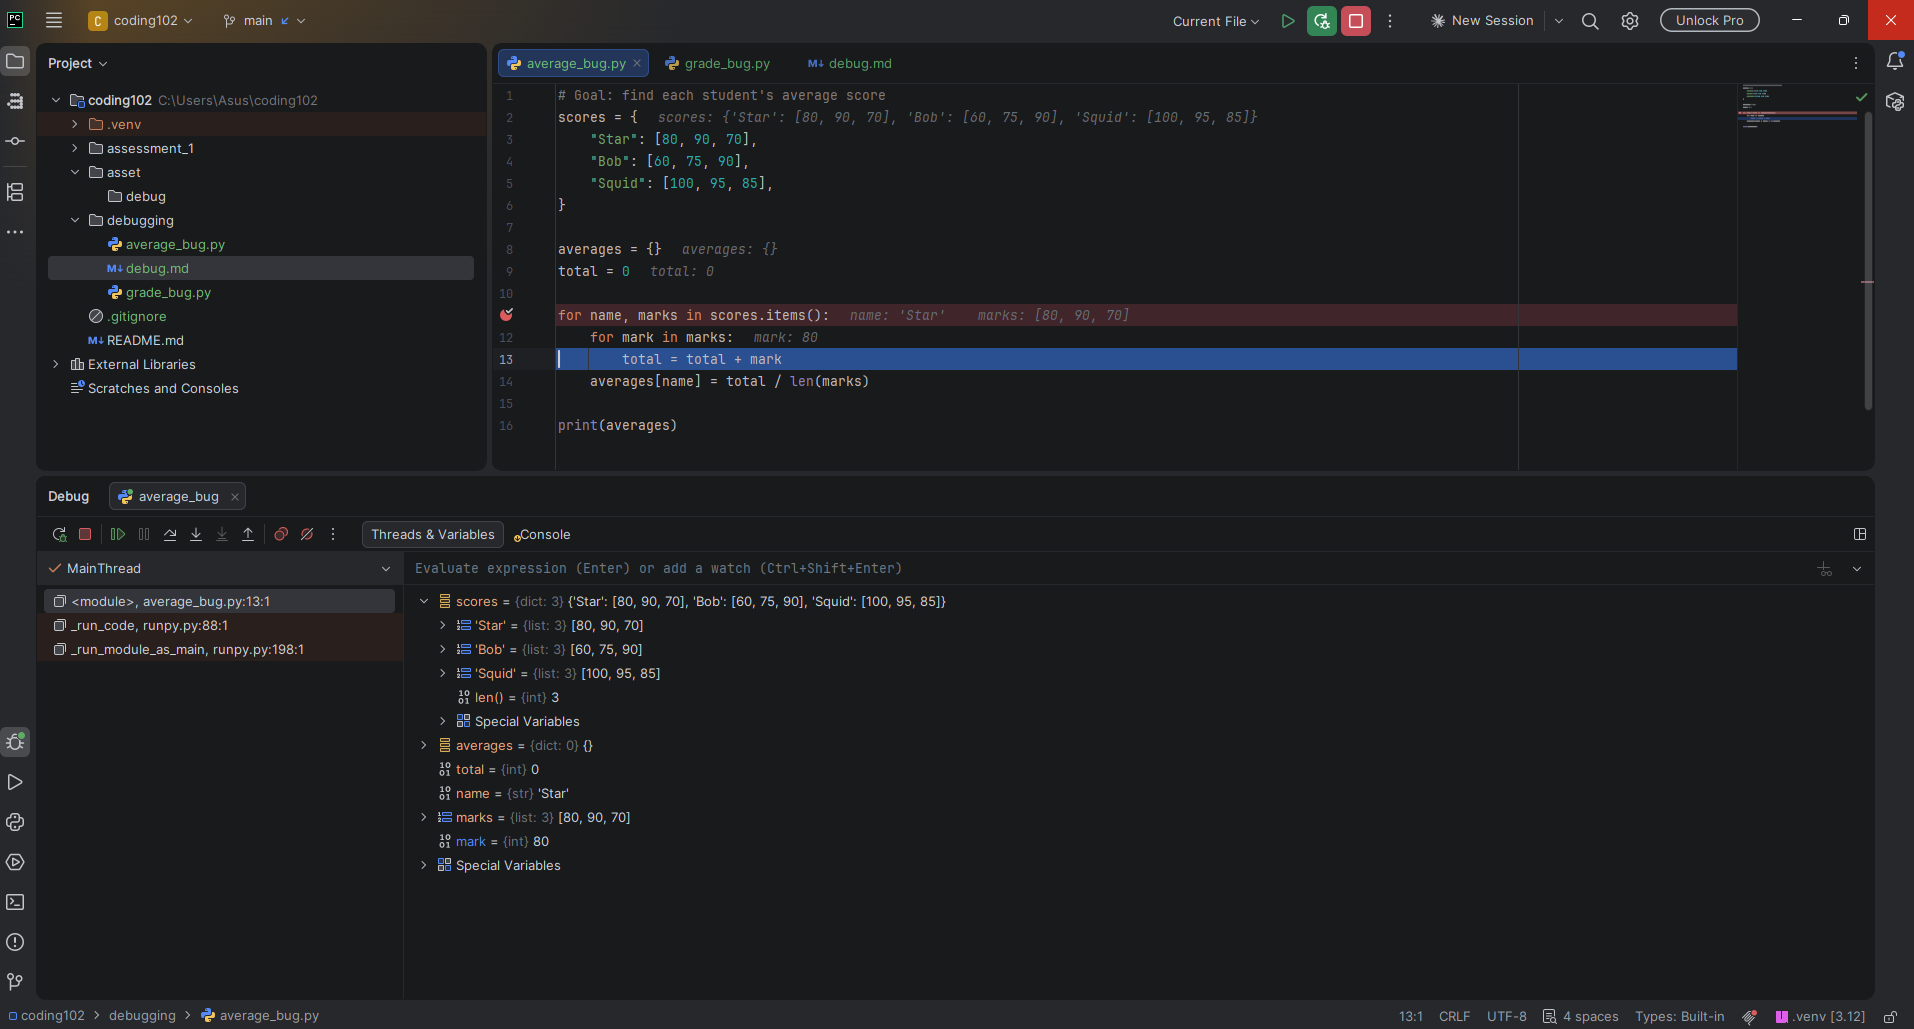 PC
C coding102 main Current File New Session Unlock Pro
Project
coding102 C:\Users\Asus\coding102
.venv
assessment_1
asset
debug
debugging
average_bug.py
M↓ debug.md
grade_bug.py
.gitignore
M↓ README.md
External Libraries
Scratches and Consoles
average_bug.py grade_bug.py M↓ debug.md
1 # Goal: find each student's average score
2 scores = { scores: {'Star': [80, 90, 70], 'Bob': [60, 75, 90], 'Squid': [100, 95, 85]}
3 "Star": [80, 90, 70],
4 "Bob": [60, 75, 90],
5 "Squid": [100, 95, 85],
6 }
7
8 averages = {} averages: {}
9 total = 0 total: 0
10
for name, marks in scores.items(): name: 'Star' marks: [80, 90, 70]
12 for mark in marks: mark: 80
13 total = total + mark
14 averages[name] = total / len(marks)
15
16 print(averages)
Debug average_bug
Threads & Variables Console
MainThread
<module>, average_bug.py:13:1
_run_code, runpy.py:88:1
_run_module_as_main, runpy.py:198:1
Evaluate expression (Enter) or add a watch (Ctrl+Shift+Enter)
scores = {dict: 3} {'Star': [80, 90, 70], 'Bob': [60, 75, 90], 'Squid': [100, 95, 85]}
'Star' = {list: 3} [80, 90, 70]
'Bob' = {list: 3} [60, 75, 90]
'Squid' = {list: 3} [100, 95, 85]
len() = {int} 3
Special Variables
averages = {dict: 0} {}
total = {int} 0
name = {str} 'Star'
marks = {list: 3} [80, 90, 70]
mark = {int} 80
Special Variables
coding102 > debugging > average_bug.py 13:1 CRLF UTF-8 4 spaces Types: Built-in .venv [3.12]